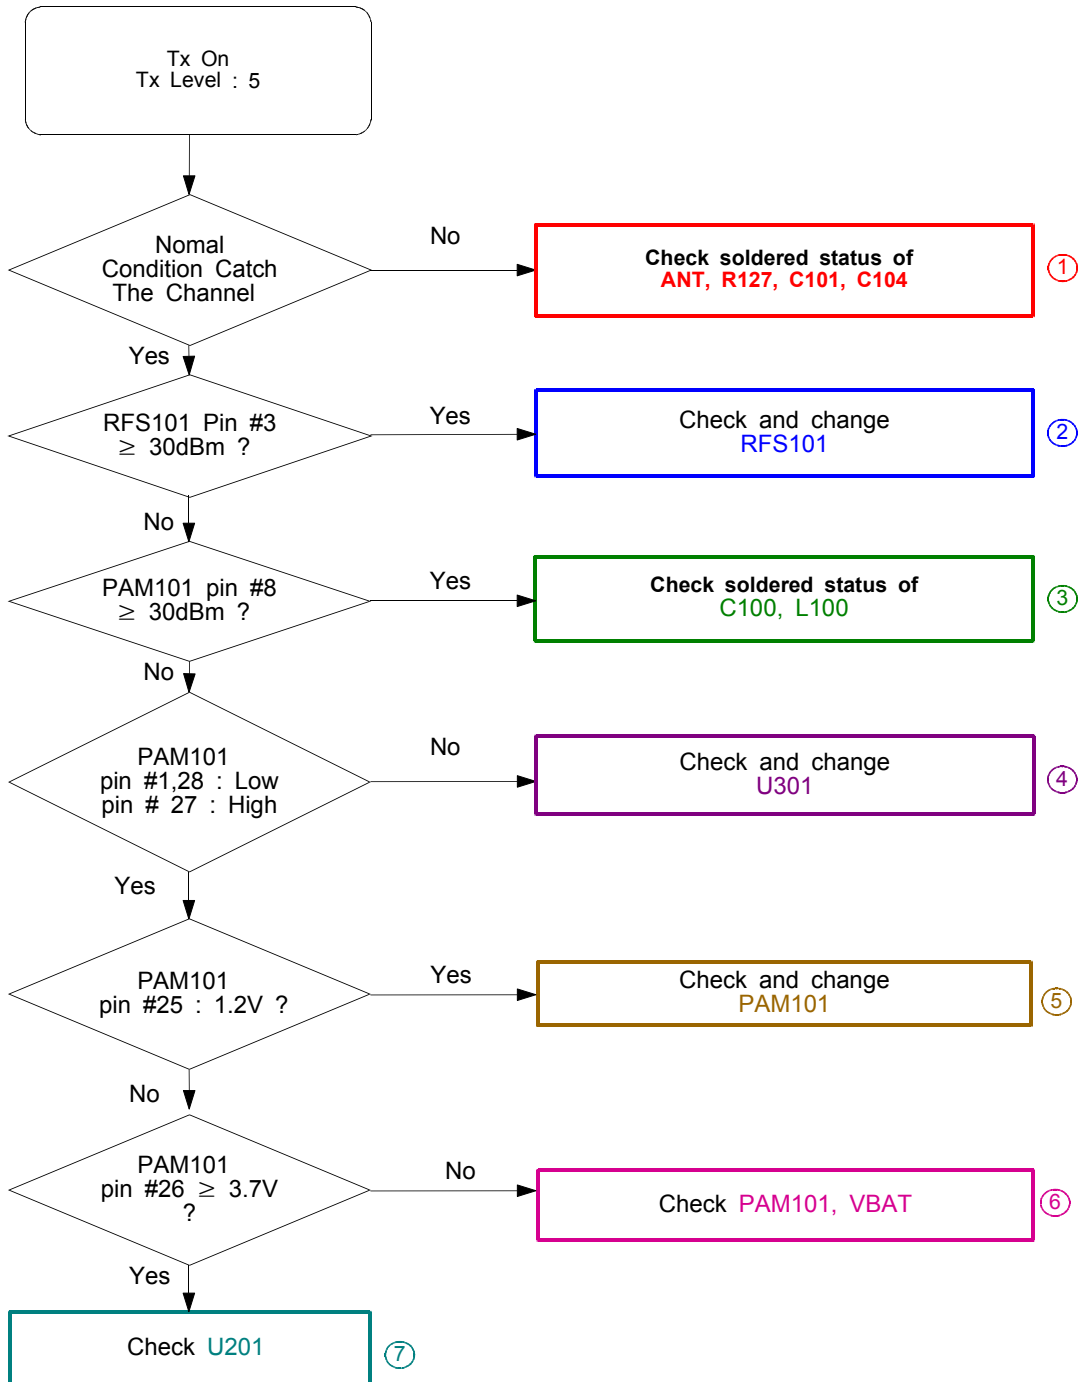 Tx On
Tx Level : 5
Nomal
Condition Catch
The Channel
No
Check soldered status of
ANT, R127, C101, C104
①
Yes
RFS101 Pin #3
≥ 30dBm ?
Yes
Check and change
RFS101
②
No
PAM101 pin #8
≥ 30dBm ?
Yes
Check soldered status of
C100, L100
③
No
PAM101
pin #1,28 : Low
pin # 27 : High
No
Check and change
U301
④
Yes
PAM101
pin #25 : 1.2V ?
Yes
Check and change
PAM101
⑤
No
PAM101
pin #26 ≥ 3.7V
?
No
Check PAM101, VBAT
⑥
Yes
Check U201
⑦